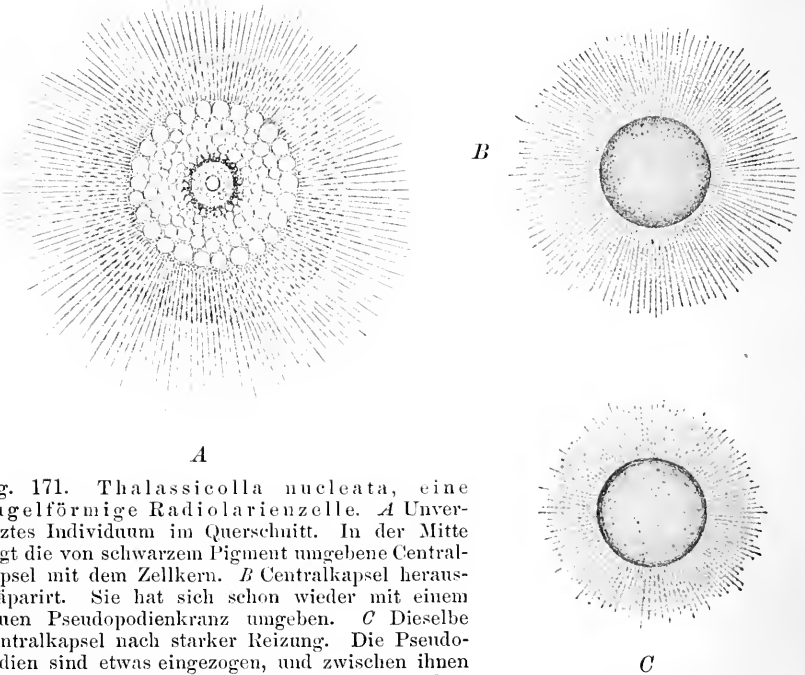 B
A
g. 171. Thalassicolla nucleata, eine
gelförmige Radiolarienzelle. A Unver-
ztes Individuum im Querschnitt. In der Mitte
gt die von schwarzem Pigment umgebene Central-
psel mit dem Zellkern. B Centralkapsel heraus-
äparirt. Sie hat sich schon wieder mit einem
uen Pseudopodienkranz umgeben. C Dieselbe
ntralkapsel nach starker Reizung. Die Pseudo-
dien sind etwas eingezogen, und zwischen ihnen
C